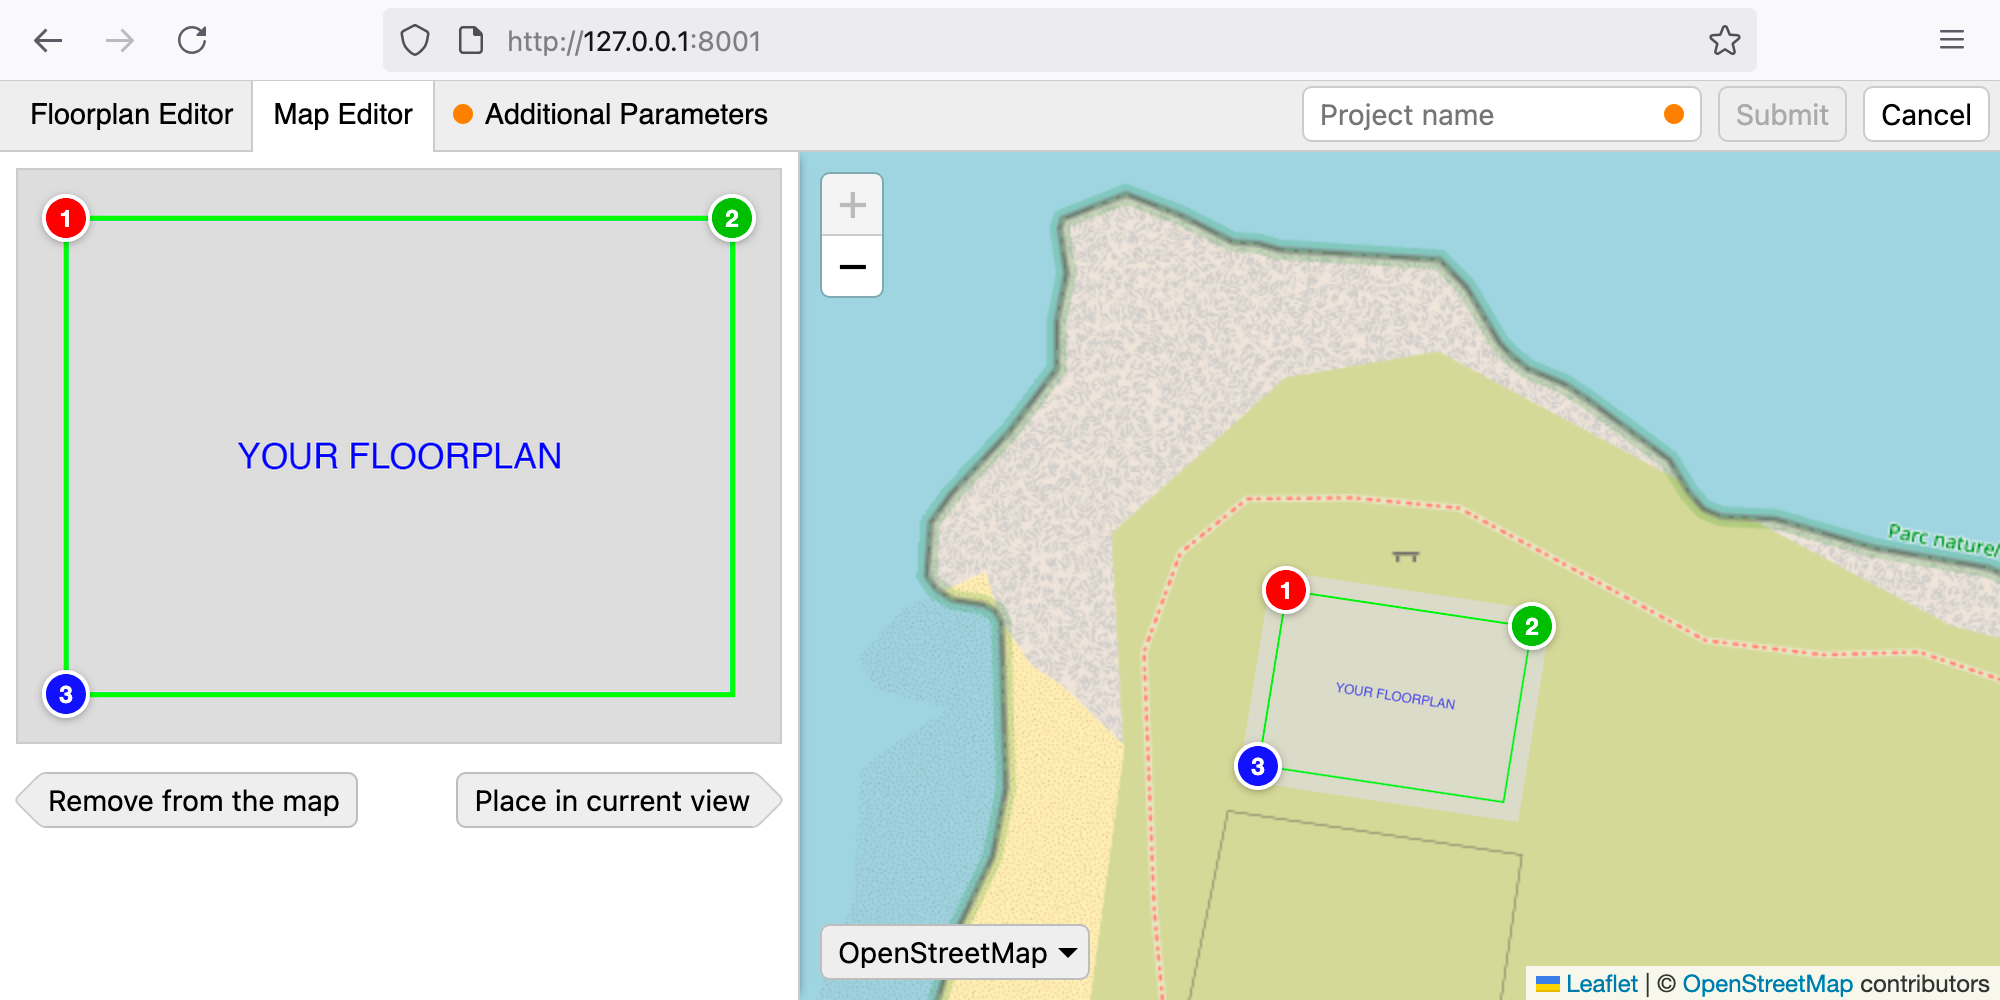 http://127.0.0.1:8001
Floorplan Editor
Map Editor
Additional Parameters
Project name
Submit
Cancel
1
2
YOUR FLOORPLAN
3
Remove from the map
Place in current view
+
−
Parc naturel
1
2
YOUR FLOORPLAN
3
OpenStreetMap
Leaflet | © OpenStreetMap contributors